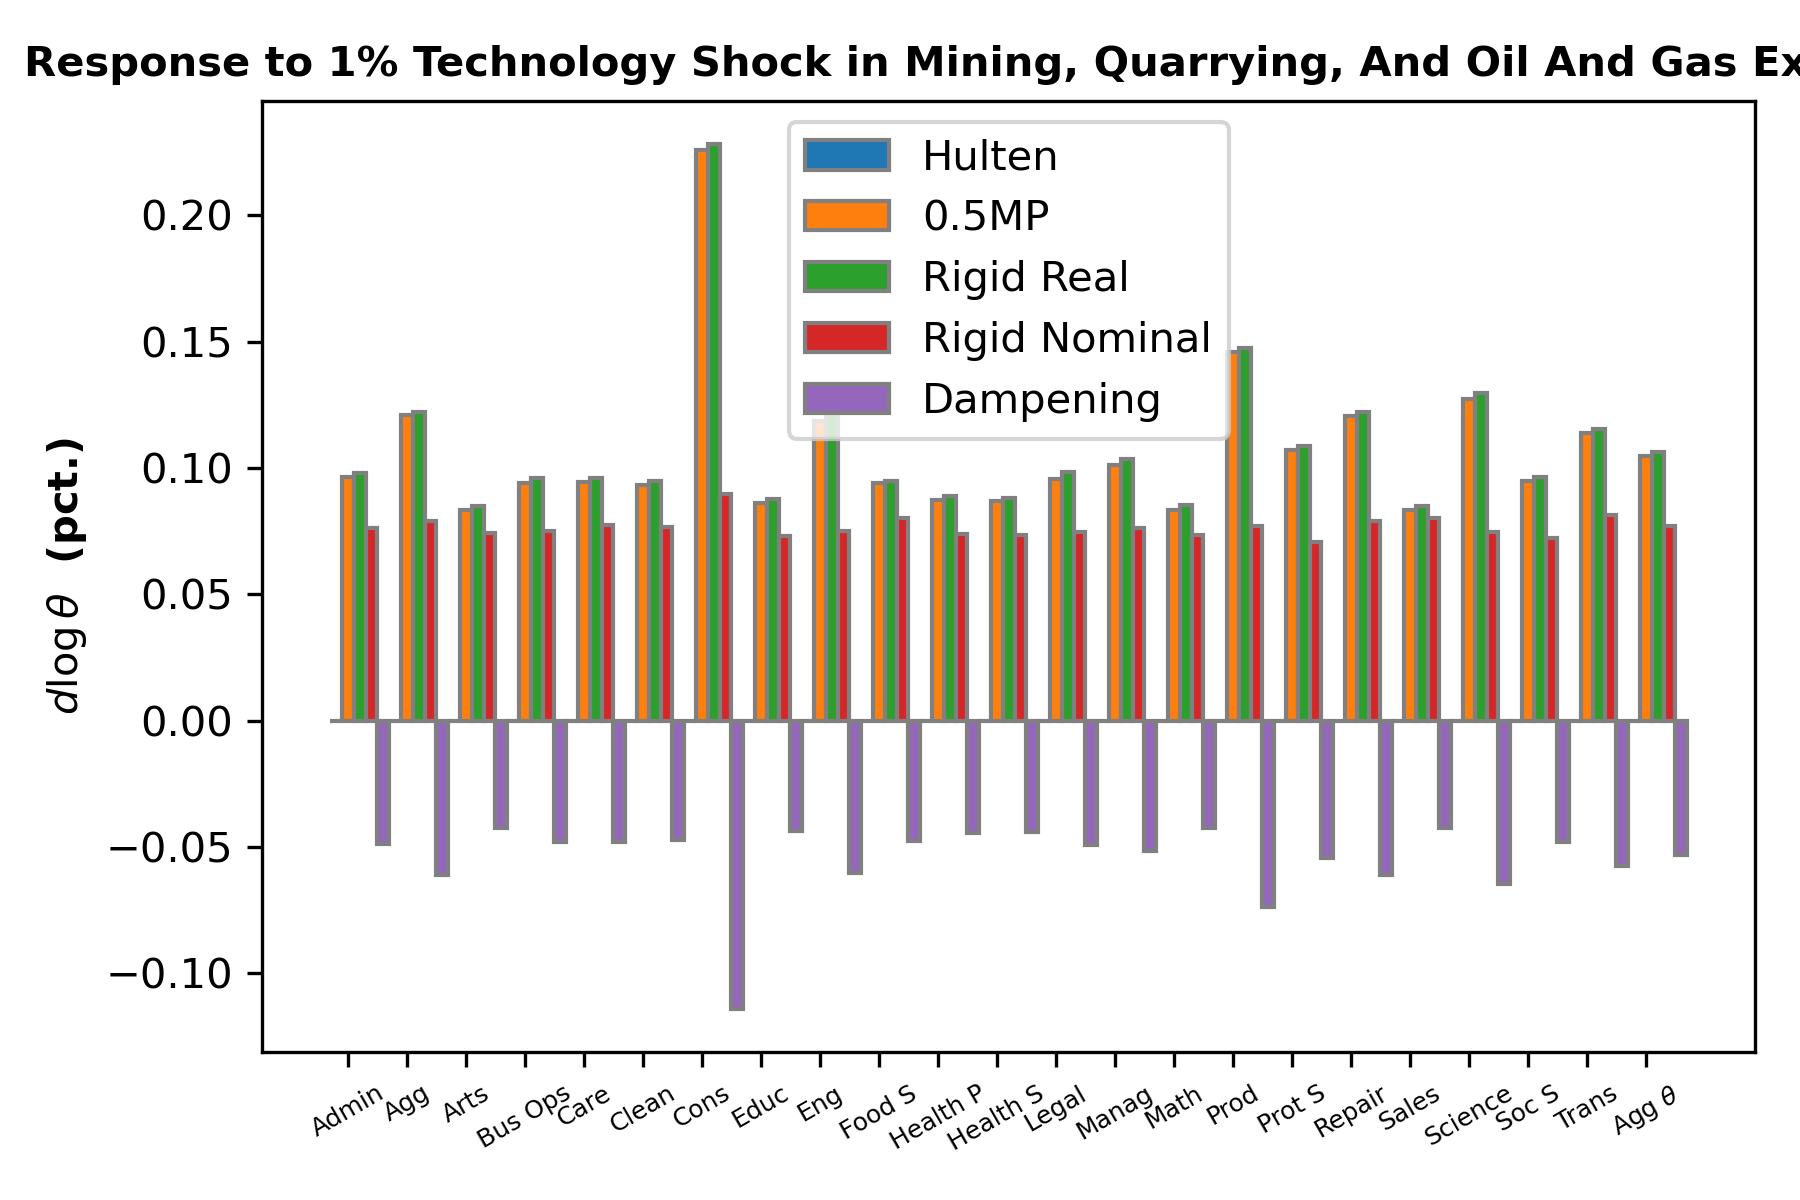 Response to 1% Technology Shock in Mining, Quarrying, And Oil And Gas Ex
Hulten
0.5MP
Rigid Real
Rigid Nominal
Dampening
dlog θ (pct.)
0.20
0.15
0.10
0.05
0.00
−0.05
−0.10
Admin
Agg
Arts
Bus Ops
Care
Clean
Cons
Educ
Eng
Food S
Health P
Health S
Legal
Manag
Math
Prod
Prot S
Repair
Sales
Science
Soc S
Trans
Agg θ